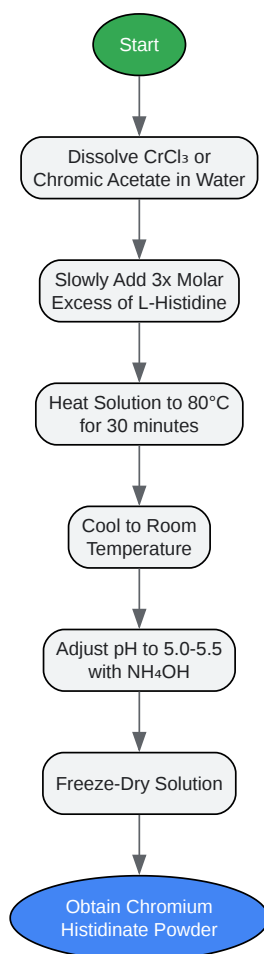 Start
Dissolve CrCl₃ or
Chromic Acetate in Water
Slowly Add 3x Molar
Excess of L-Histidine
Heat Solution to 80°C
for 30 minutes
Cool to Room
Temperature
Adjust pH to 5.0-5.5
with NH₄OH
Freeze-Dry Solution
Obtain Chromium
Histidinate Powder